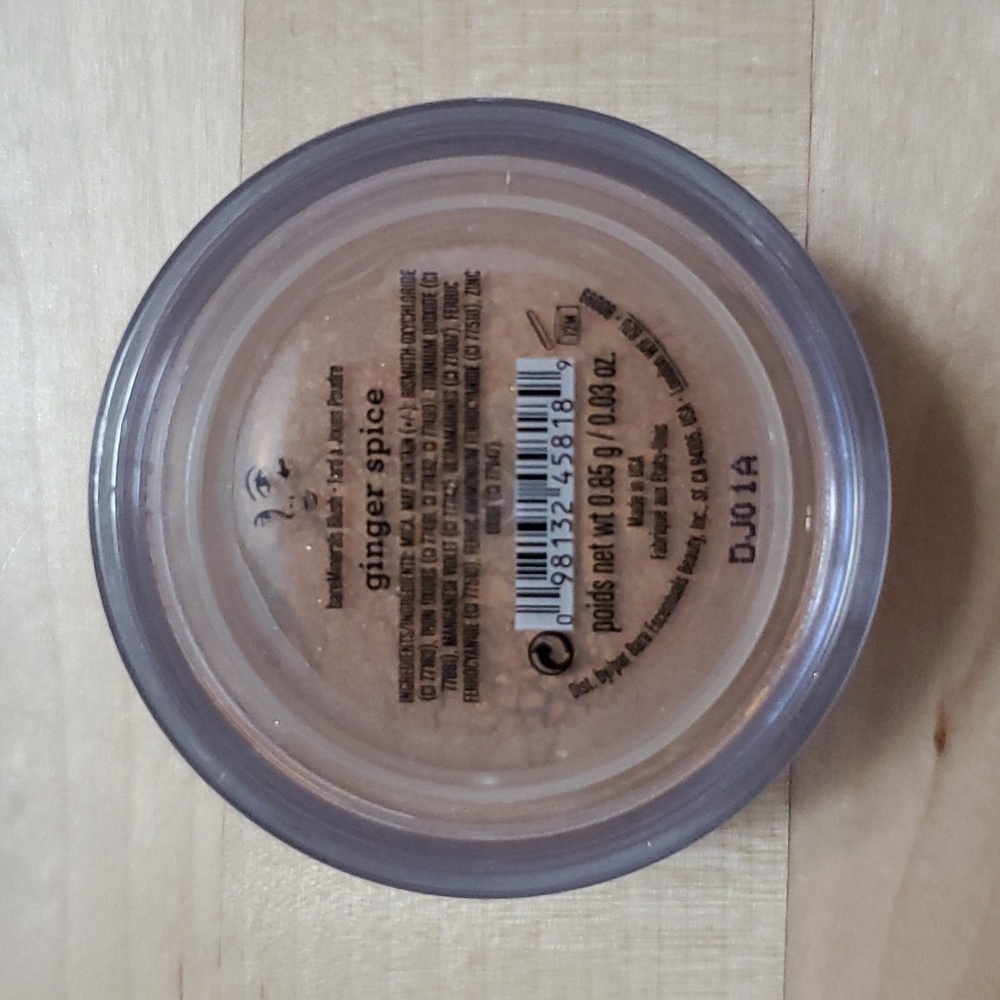 bareMinerals Blush · Fard à Joues Poudre
ginger spice
INGREDIENTS/INGRÉDIENTS: MICA. MAY CONTAIN (+/-): BISMUTH OXYCHLORIDE
(CI 77163), IRON OXIDES (CI 77491, CI 77492, CI 77499), TITANIUM DIOXIDE (CI
77891), MANGANESE VIOLET (CI 77742), ULTRAMARINES (CI 77007), FERRIC
FERROCYANIDE (CI 77510), FERRIC AMMONIUM FERROCYANIDE (CI 77510), ZINC
OXIDE (CI 77947).
12M
0 98132 45818 9
poids net wt 0.85 g / 0.03 oz.
Made in USA
Fabriqué aux États-Unis
Dist. by/par Bare Escentuals Beauty, Inc., SF, CA 94105, USA · London
DJ01A